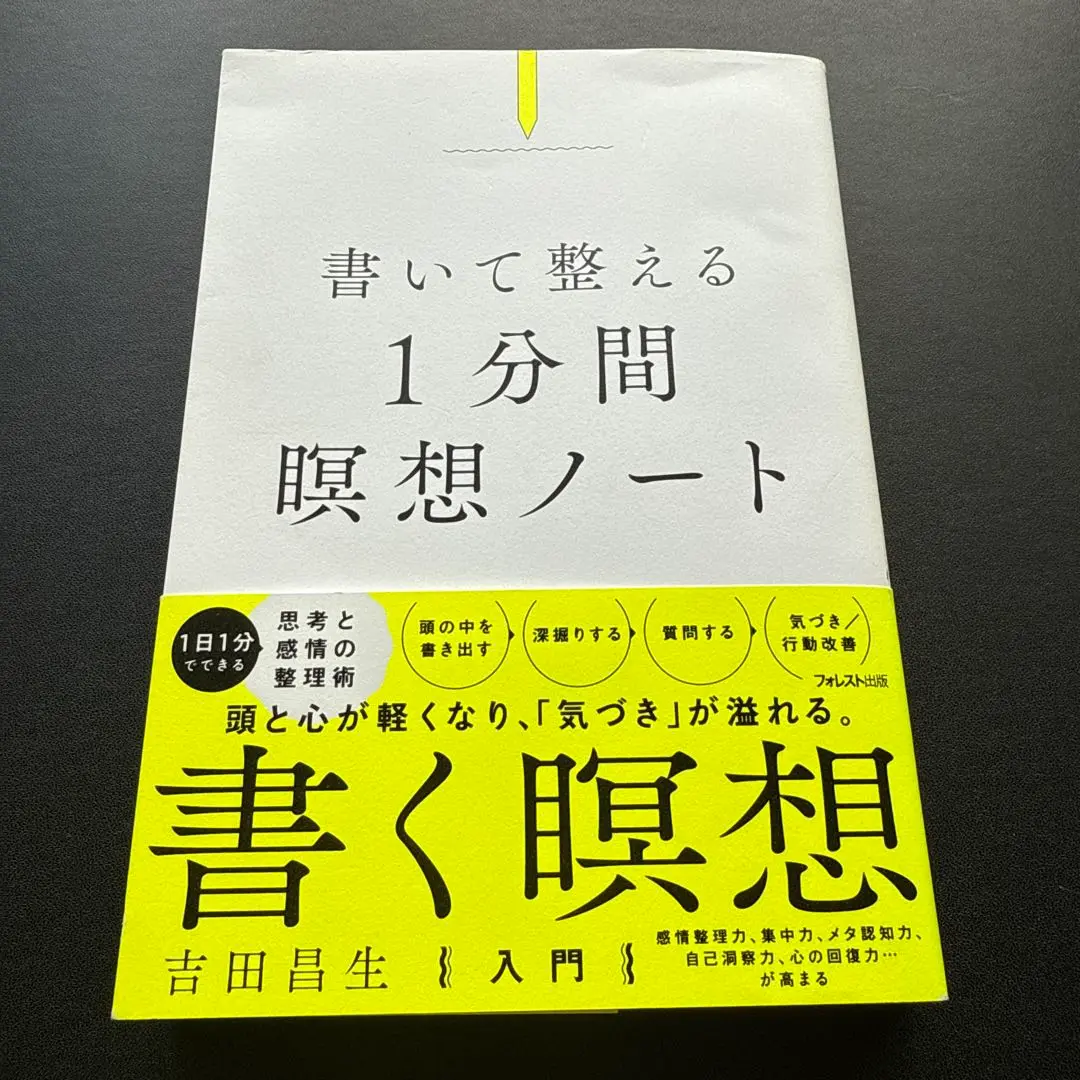 書いて整える
1分間
瞑想ノート
1日1分
でできる
思考と
感情の
整理術
頭の中を
書き出す
深掘りする
質問する
気づき/
行動改善
フォレスト出版
頭と心が軽くなり、「気づき」が溢れる。
書く瞑想
吉田昌生
入門
感情整理力、集中力、メタ認知力、
自己洞察力、心の回復力…
が高まる